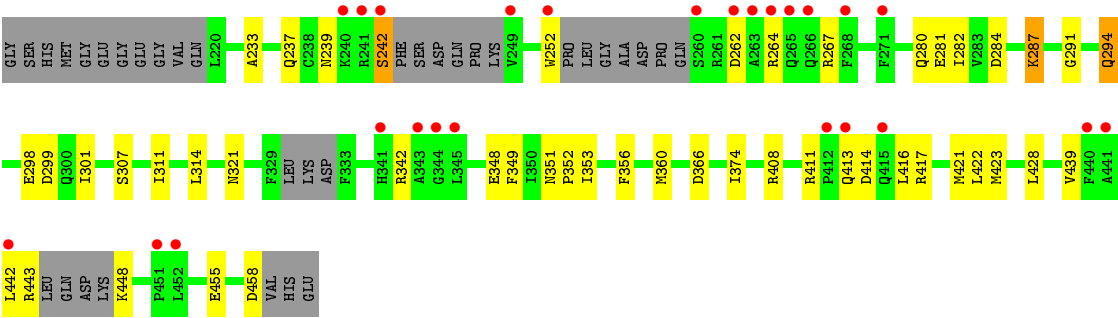 GLY SER HIS MET GLY GLU GLY GLU GLY VAL GLN L220 A233 Q237 C238 N239 K240 R241 S242 PHE SER ASP GLN PRO LYS V249 W252 PRO LEU GLY ALA ASP PRO GLN S260 R261 D262 A263 R264 Q265 Q266 R267 F268 F271 Q280 E281 I282 V283 D284 K287 G291 Q294
E298 D299 Q300 I301 S307 I311 L314 N321 F329 LEU LYS ASP F333 H341 R342 A343 G344 L345 E348 F349 I350 N351 P352 I353 F356 M360 D366 I374 R408 R411 P412 Q413 D414 Q415 L416 R417 M421 L422 M423 L428 V439 F440 A441
L442 R443 LEU GLN ASP LYS K448 P451 L452 E455 D458 VAL HIS GLU